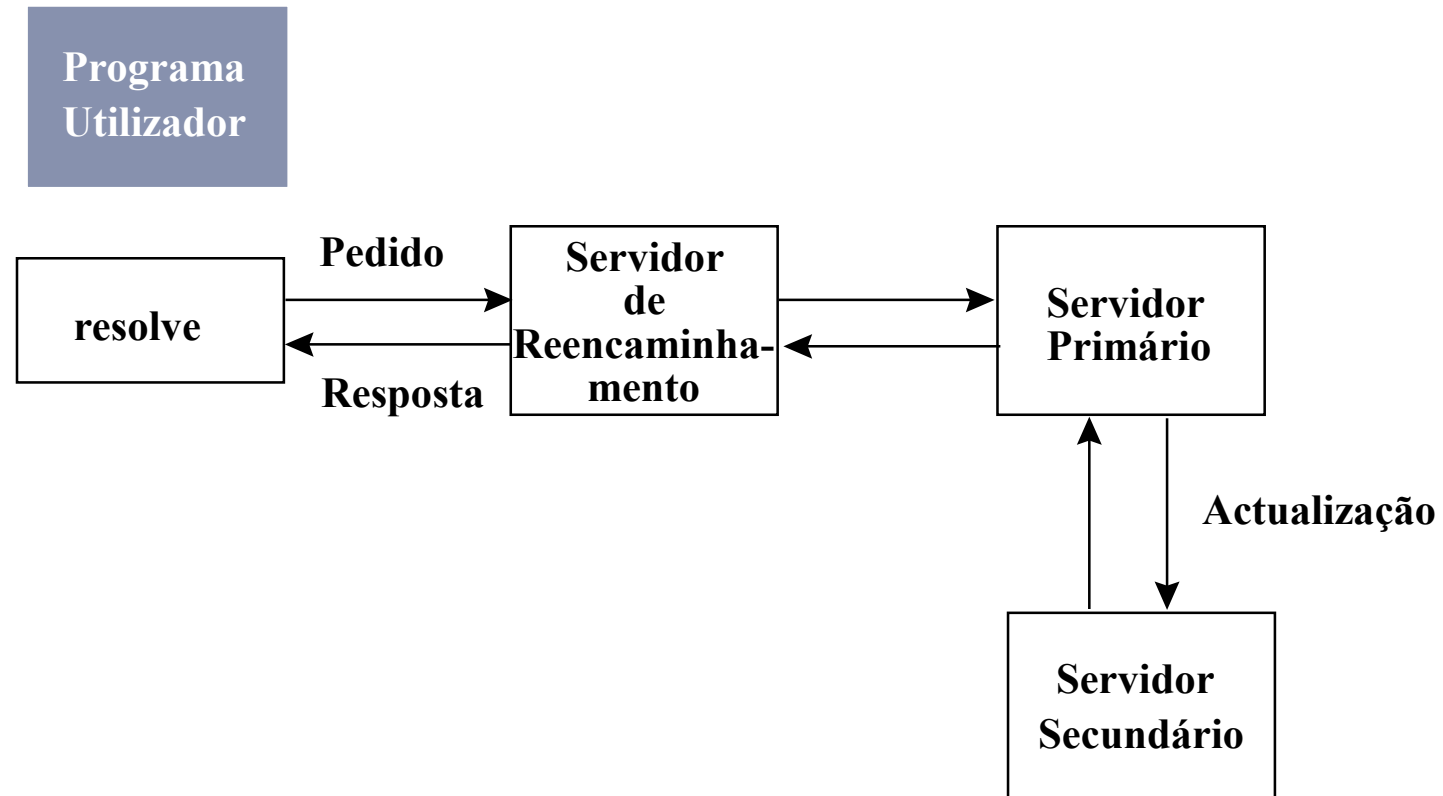 Programa
Utilizador
Pedido
resolve
Resposta
Servidor
de
Reencaminha-
mento
Servidor
Primário
Actualização
Servidor
Secundário